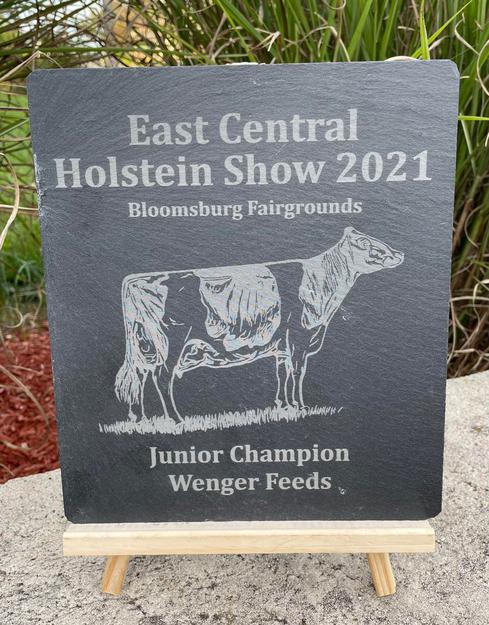 East Central
Holstein Show 2021
Bloomsburg Fairgrounds
Junior Champion
Wenger Feeds